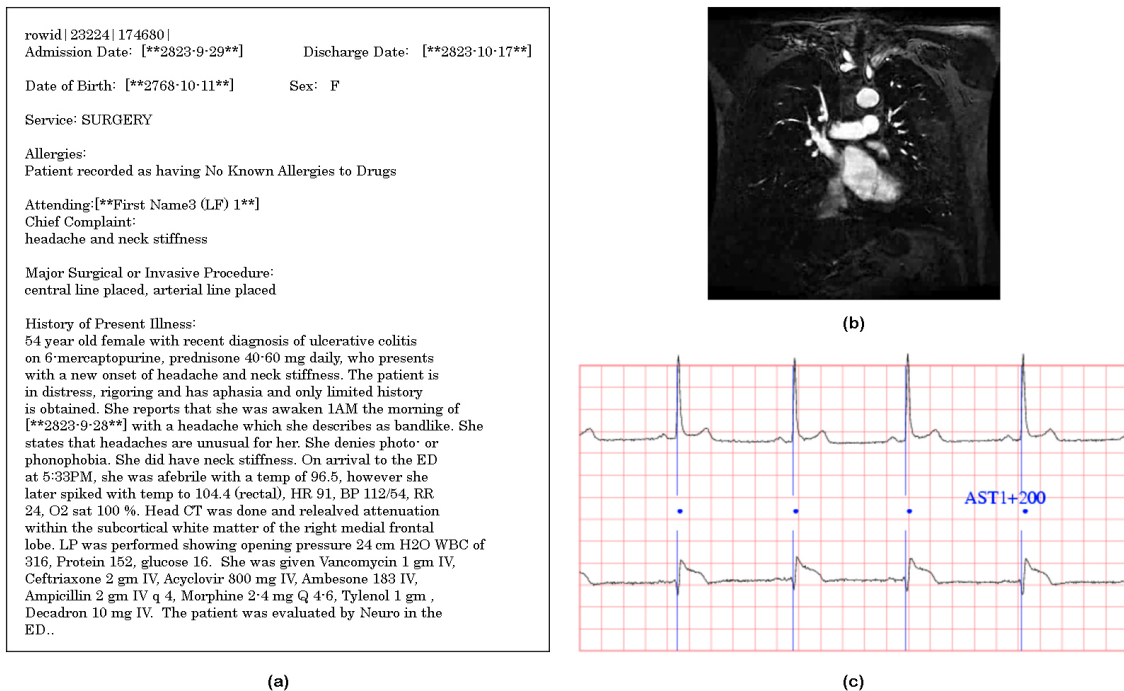 rowid|23224|174680|
Admission Date: [**2823-9-29**] Discharge Date: [**2823-10-17**]
Date of Birth: [**2768-10-11**] Sex: F
Service: SURGERY
Allergies:
Patient recorded as having No Known Allergies to Drugs
Attending:[**First Name3 (LF) 1**]
Chief Complaint:
headache and neck stiffness
Major Surgical or Invasive Procedure:
central line placed, arterial line placed
History of Present Illness:
54 year old female with recent diagnosis of ulcerative colitis
on 6-mercaptopurine, prednisone 40-60 mg daily, who presents
with a new onset of headache and neck stiffness. The patient is
in distress, rigoring and has aphasia and only limited history
is obtained. She reports that she was awaken 1AM the morning of
[**2823-9-28**] with a headache which she describes as bandlike. She
states that headaches are unusual for her. She denies photo- or
phonophobia. She did have neck stiffness. On arrival to the ED
at 5:33PM, she was afebrile with a temp of 96.5, however she
later spiked with temp to 104.4 (rectal), HR 91, BP 112/54, RR
24, O2 sat 100 %. Head CT was done and relealved attenuation
within the subcortical white matter of the right medial frontal
lobe. LP was performed showing opening pressure 24 cm H2O WBC of
316, Protein 152, glucose 16. She was given Vancomycin 1 gm IV,
Ceftriaxone 2 gm IV, Acyclovir 800 mg IV, Ambesone 183 IV,
Ampicillin 2 gm IV q 4, Morphine 2-4 mg Q 4-6, Tylenol 1 gm ,
Decadron 10 mg IV. The patient was evaluated by Neuro in the
ED..
(a)
(b)
AST1+200
(c)